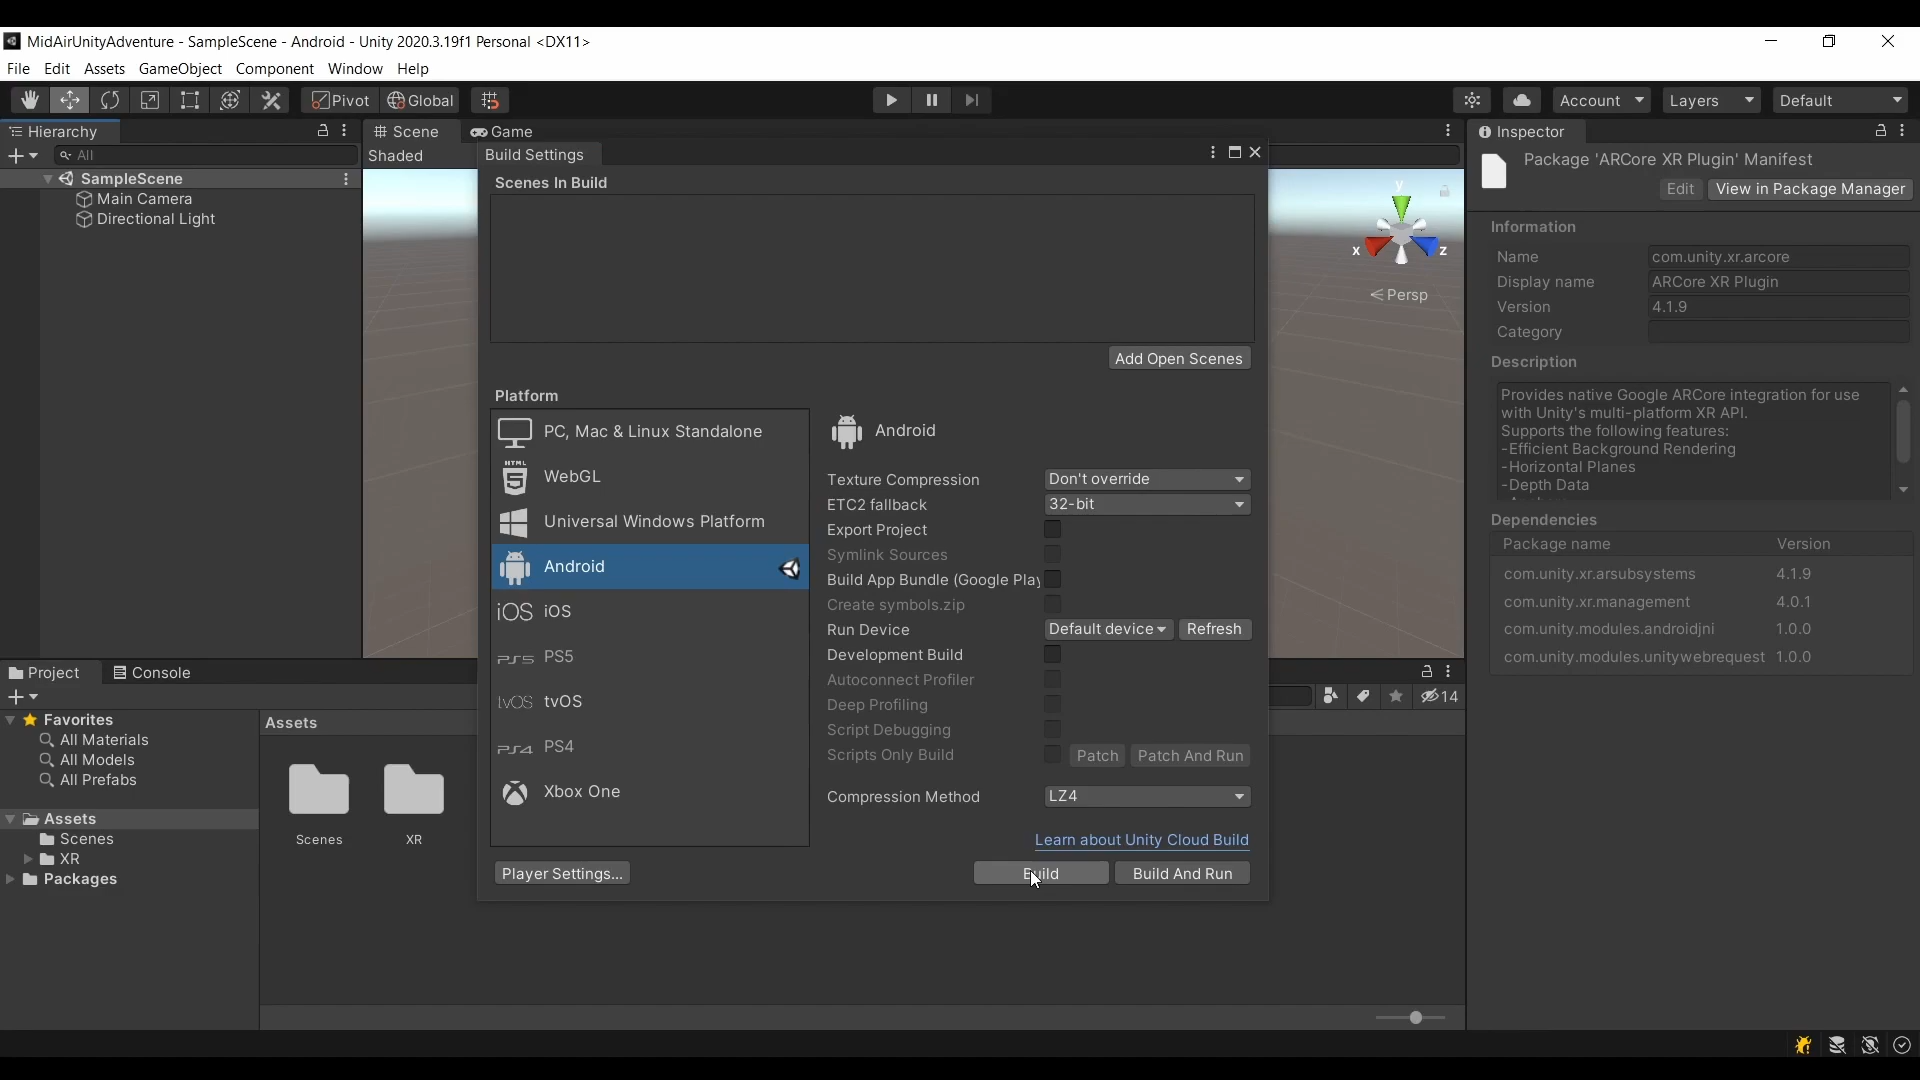 MidAirUnityAdventure - SampleScene - Android - Unity 2020.3.19f1 Personal <DX11>
File Edit Assets GameObject Component Window Help
Pivot Global Account Layers Default
Hierarchy
All
SampleScene
Main Camera
Directional Light
Scene Game
Shaded
y
x z
Persp
Build Settings
Scenes In Build
Add Open Scenes
Platform
PC, Mac & Linux Standalone
HTML
5 WebGL
Universal Windows Platform
Android
iOS iOS
PS5 PS5
tvOS tvOS
PS4 PS4
Xbox One
Android
Texture Compression Don't override
ETC2 fallback 32-bit
Export Project
Symlink Sources
Build App Bundle (Google Play
Create symbols.zip
Run Device Default device Refresh
Development Build
Autoconnect Profiler
Deep Profiling
Script Debugging
Scripts Only Build Patch Patch And Run
Compression Method LZ4
Learn about Unity Cloud Build
Player Settings... Build Build And Run
Inspector
Package 'ARCore XR Plugin' Manifest
Edit View in Package Manager
Information
Name com.unity.xr.arcore
Display name ARCore XR Plugin
Version 4.1.9
Category
Description
Provides native Google ARCore integration for use
with Unity's multi-platform XR API.
Supports the following features:
-Efficient Background Rendering
-Horizontal Planes
-Depth Data
Dependencies
Package name Version
com.unity.xr.arsubsystems 4.1.9
com.unity.xr.management 4.0.1
com.unity.modules.androidjni 1.0.0
com.unity.modules.unitywebrequest 1.0.0
Project Console
14
Favorites
All Materials
All Models
All Prefabs
Assets
Scenes
XR
Packages
Assets
Scenes XR